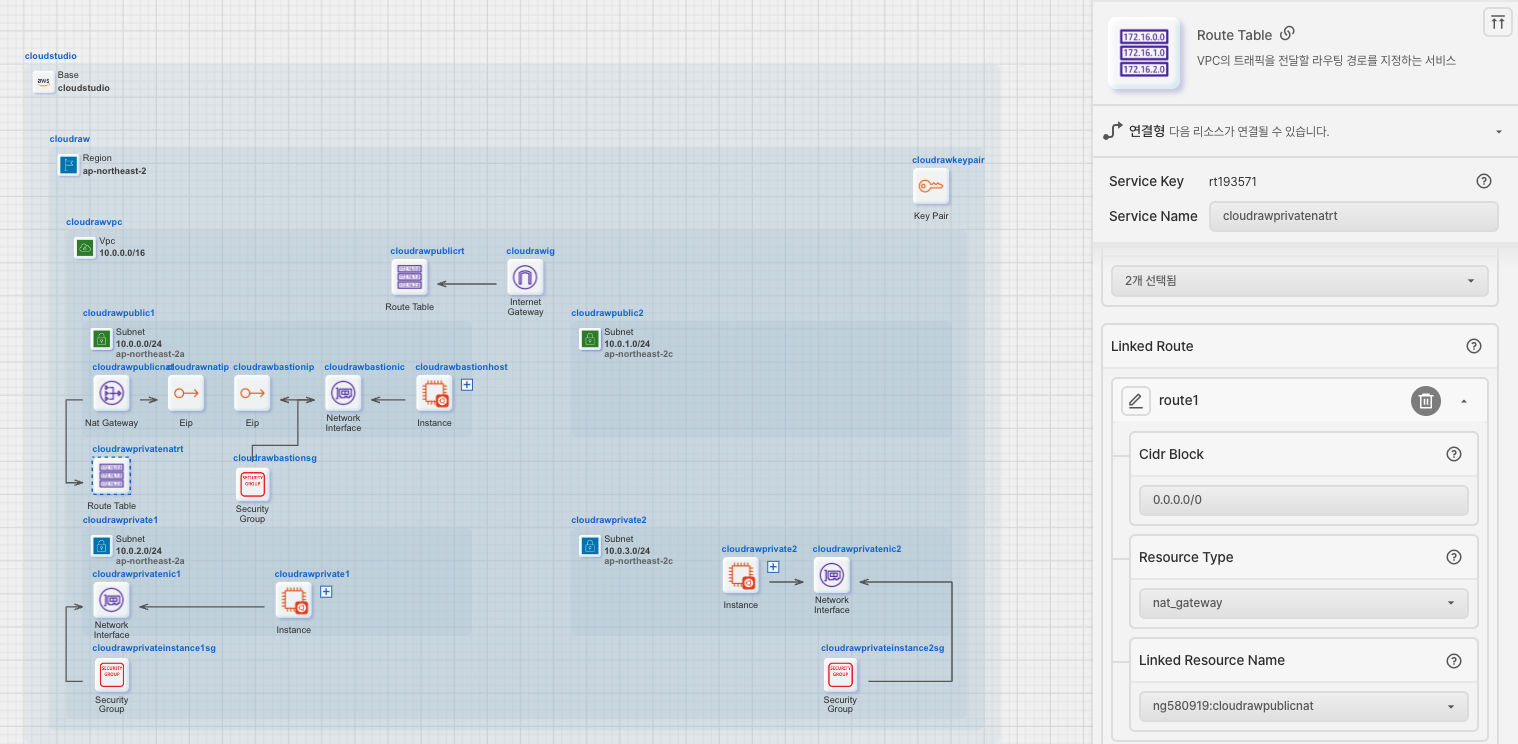 cloudstudio
aws
Base
cloudstudio
cloudraw
Region
ap-northeast-2
cloudrawkeypair
Key Pair
cloudrawvpc
Vpc
10.0.0.0/16
cloudrawpublicrt
Route Table
cloudrawig
Internet
Gateway
cloudrawpublic1
Subnet
10.0.0.0/24
ap-northeast-2a
cloudrawpublic2
Subnet
10.0.1.0/24
ap-northeast-2c
cloudrawpublicnat
Nat Gateway
cloudrawnatip
Eip
cloudrawbastionip
Eip
cloudrawbastionic
Network
Interface
cloudrawbastionhost
Instance
cloudrawprivatenatrt
Route Table
cloudrawbastionsg
SECURITY
GROUP
Security
Group
cloudrawprivate1
Subnet
10.0.2.0/24
ap-northeast-2a
cloudrawprivate2
Subnet
10.0.3.0/24
ap-northeast-2c
cloudrawprivatenic1
Network
Interface
cloudrawprivate1
Instance
cloudrawprivate2
Instance
cloudrawprivatenic2
Network
Interface
cloudrawprivateinstance1sg
SECURITY
GROUP
Security
Group
cloudrawprivateinstance2sg
SECURITY
GROUP
Security
Group
172.16.0.0
172.16.1.0
172.16.2.0
Route Table
VPC의 트래픽을 전달할 라우팅 경로를 지정하는 서비스
연결형 다음 리소스가 연결될 수 있습니다.
Service Key rt193571
Service Name cloudrawprivatenatrt
2개 선택됨
Linked Route
route1
Cidr Block
0.0.0.0/0
Resource Type
nat_gateway
Linked Resource Name
ng580919:cloudrawpublicnat